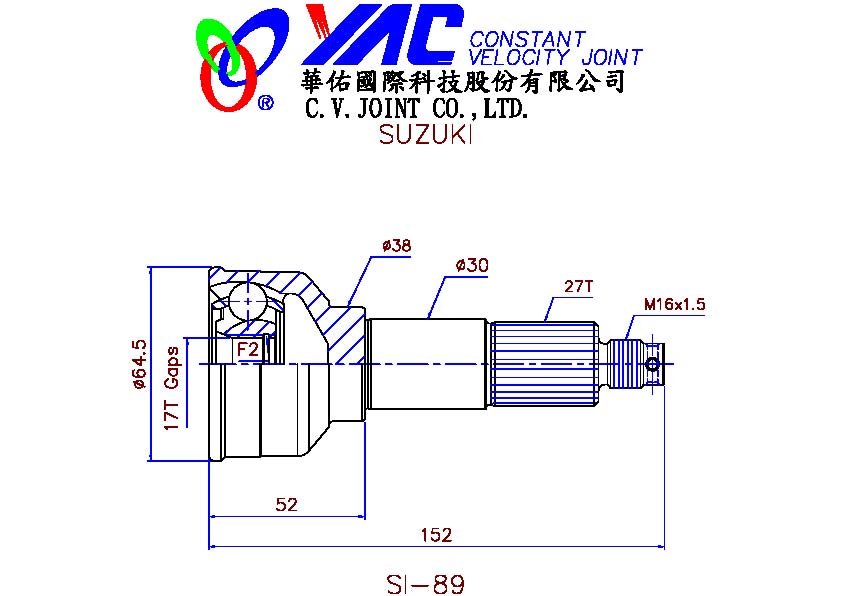 YAC CONSTANT
VELOCITY JOINT
®
華佑國際科技股份有限公司
C.V.JOINT CO.,LTD.
SUZUKI
ø38
ø30
27T
M16x1.5
ø64.5
17T Gaps
F2
52
152
SI-89